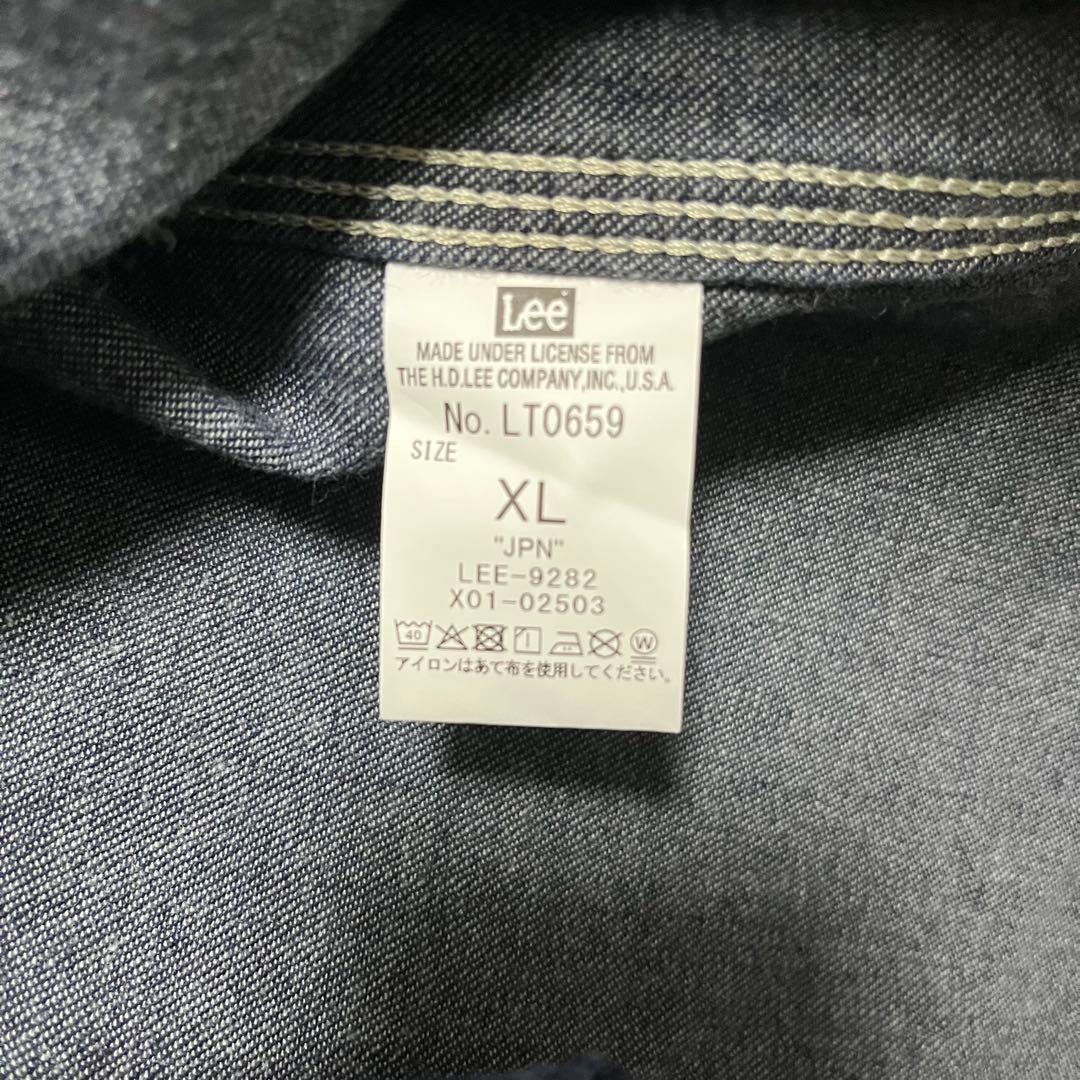 Lee
MADE UNDER LICENSE FROM
THE H.D.LEE COMPANY,INC.,U.S.A.
No. LT0659
SIZE
XL
"JPN"
LEE-9282
X01-02503
40 W
アイロンはあて布を使用してください。